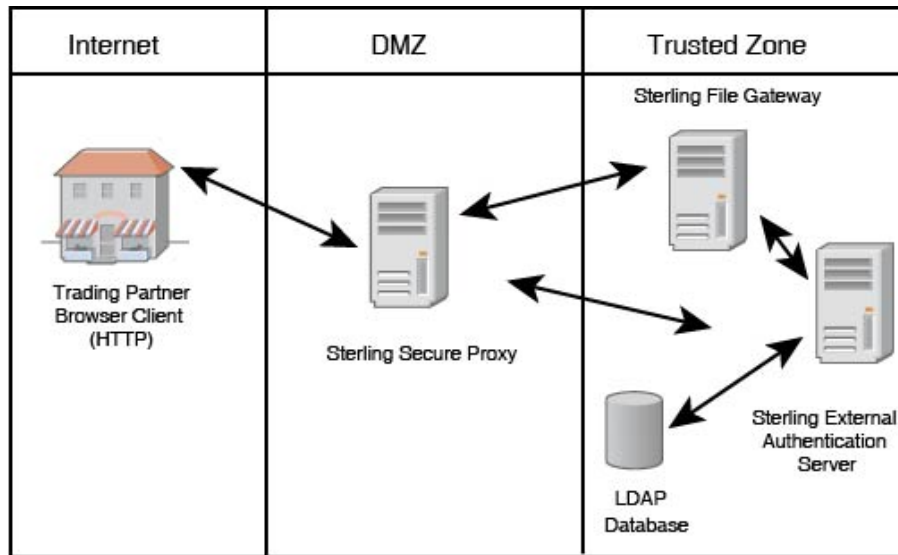 Internet
DMZ
Trusted Zone
Sterling File Gateway
Trading Partner
Browser Client
(HTTP)
Sterling Secure Proxy
Sterling External
Authentication
Server
LDAP
Database